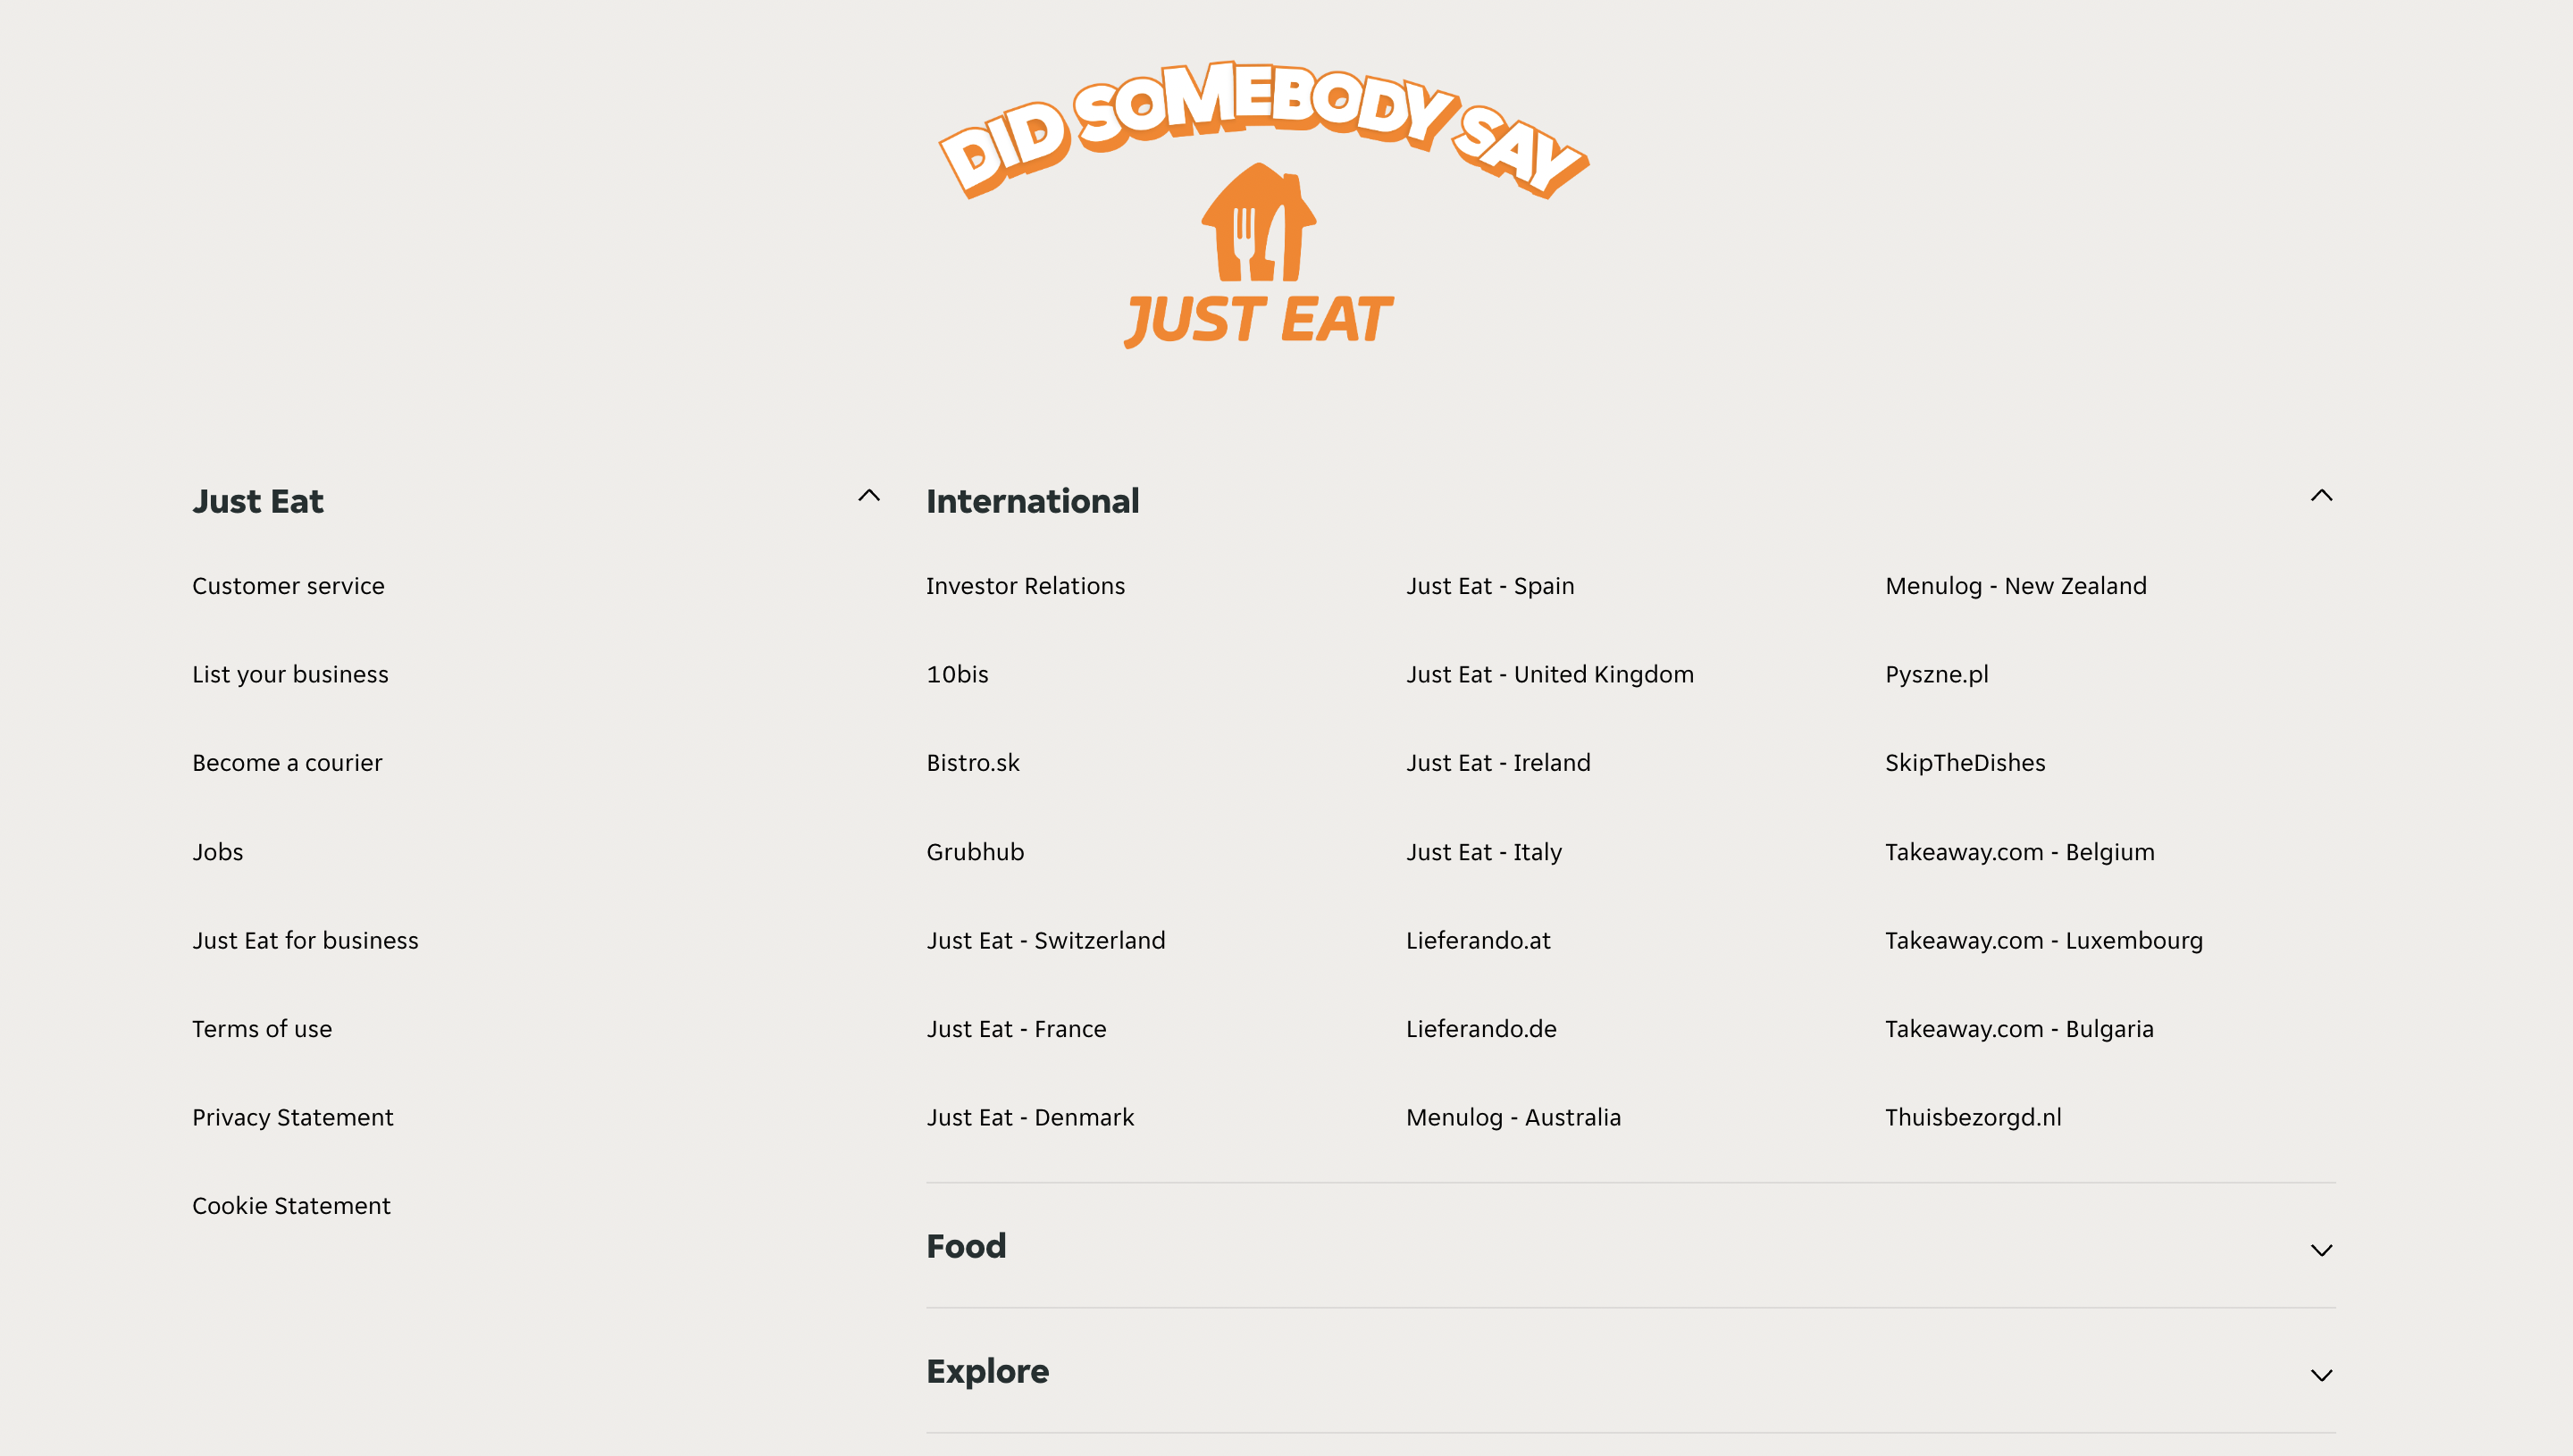 DID SOMEBODY SAY
JUST EAT
Just Eat
Customer service
List your business
Become a courier
Jobs
Just Eat for business
Terms of use
Privacy Statement
Cookie Statement
International
Investor Relations
10bis
Bistro.sk
Grubhub
Just Eat - Switzerland
Just Eat - France
Just Eat - Denmark
Just Eat - Spain
Just Eat - United Kingdom
Just Eat - Ireland
Just Eat - Italy
Lieferando.at
Lieferando.de
Menulog - Australia
Menulog - New Zealand
Pyszne.pl
SkipTheDishes
Takeaway.com - Belgium
Takeaway.com - Luxembourg
Takeaway.com - Bulgaria
Thuisbezorgd.nl
Food
Explore